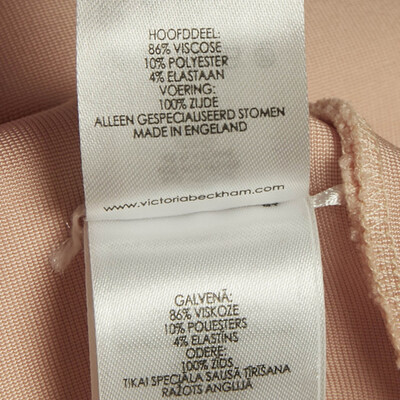 HOOFDDEEL:
86% VISCOSE
10% POLYESTER
4% ELASTAAN
VOERING:
100% ZIJDE
ALLEEN GESPECIALISEERD STOMEN
MADE IN ENGELAND
www.victoriabeckham.com
GALVENĀ:
86% VISKOZE
10% POLIESTERS
4% ELASTĪNS
ODERE:
100% ZĪDS
TIKAI SPECIĀLA SAUSĀ TĪRĪŠANA
RAŽOTS ANGLIJĀ